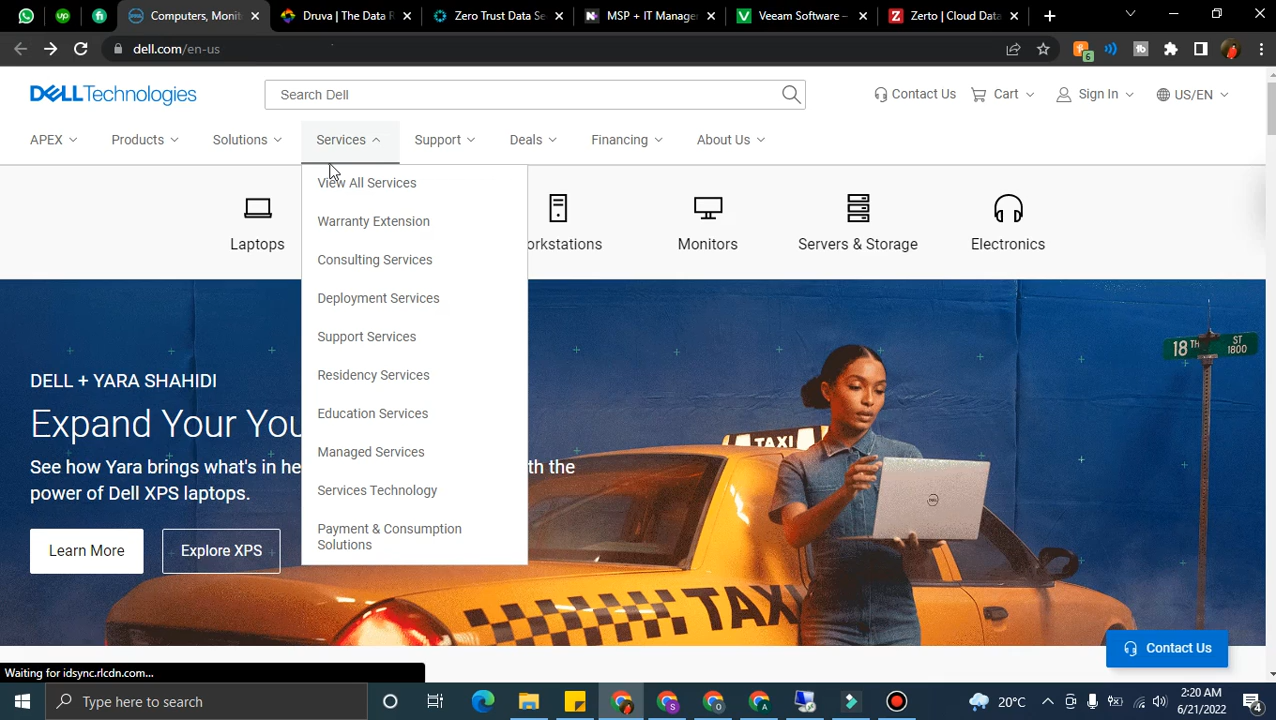 Computers, Monit
Druva | The Data R
Zero Trust Data Se
MSP + IT Manage
Veeam Software –
Zerto | Cloud Data
dell.com/en-us
6
DELLTechnologies
Search Dell
Contact Us
Cart
Sign In
US/EN
APEX
Products
Solutions
Services
Support
Deals
Financing
About Us
View All Services
Warranty Extension
Consulting Services
Deployment Services
Support Services
Residency Services
Education Services
Managed Services
Services Technology
Payment & Consumption
Solutions
Laptops
orkstations
Monitors
Servers & Storage
Electronics
DELL + YARA SHAHIDI
Expand Your You
See how Yara brings what's in he
th the
power of Dell XPS laptops.
Learn More
Explore XPS
TAXI
TAXI
DELL
18TH
ST
1800
Contact Us
Waiting for idsync.rlcdn.com...
Type here to search
20°C
2:20 AM
6/21/2022
4